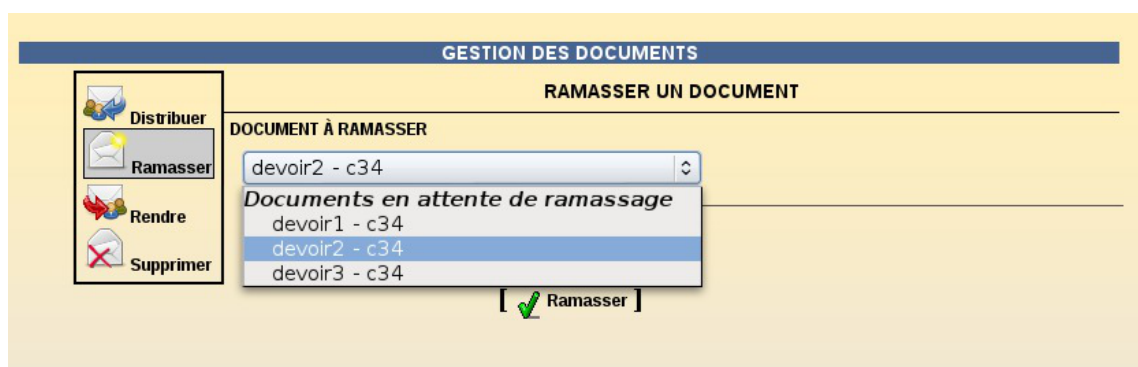 GESTION DES DOCUMENTS
RAMASSER UN DOCUMENT
Distribuer
DOCUMENT À RAMASSER
Ramasser
devoir2 - c34
Documents en attente de ramassage
Rendre
devoir1 - c34
devoir2 - c34
Supprimer
devoir3 - c34
[ Ramasser ]